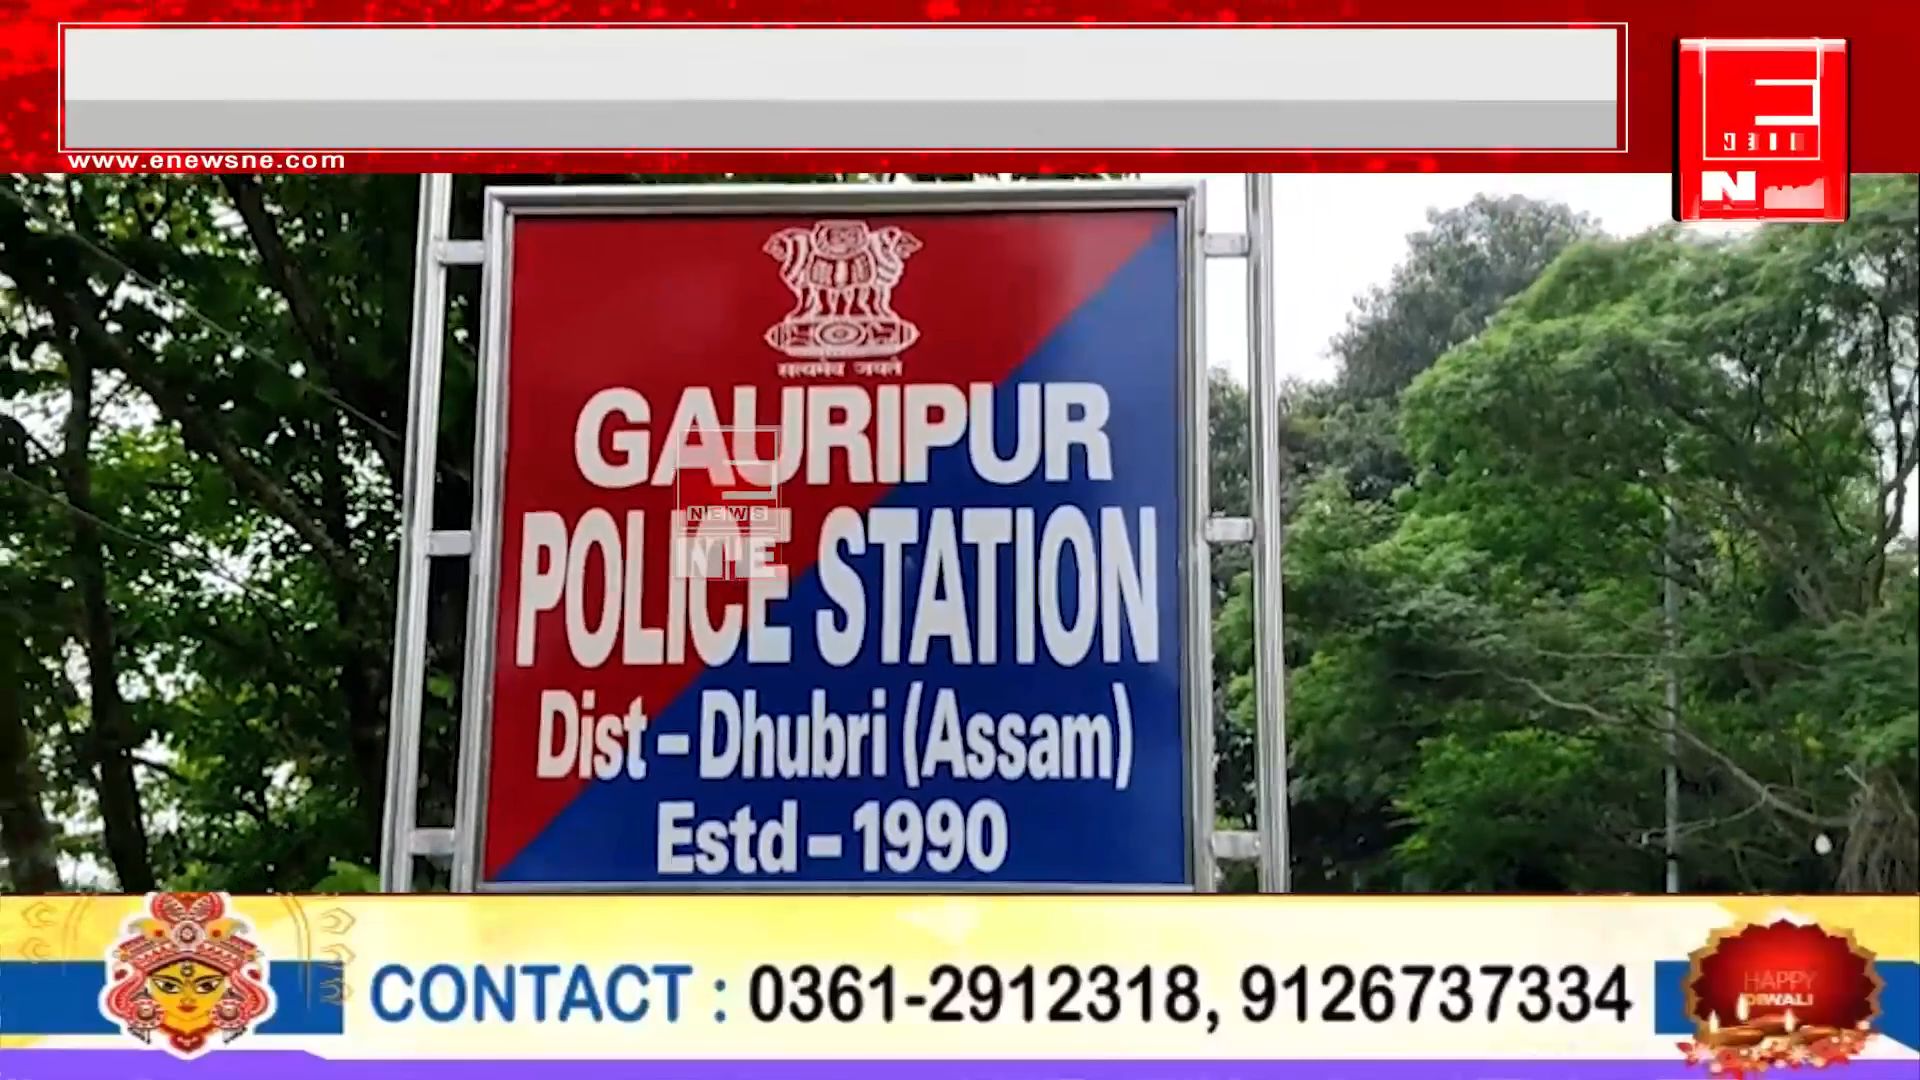 www.enewsne.com
सत्यमेव जयते
GAURIPUR
NEWS
N'E
POLICE STATION
Dist-Dhubri (Assam)
Estd-1990
CONTACT : 0361-2912318, 9126737334
HAPPY
DIWALI